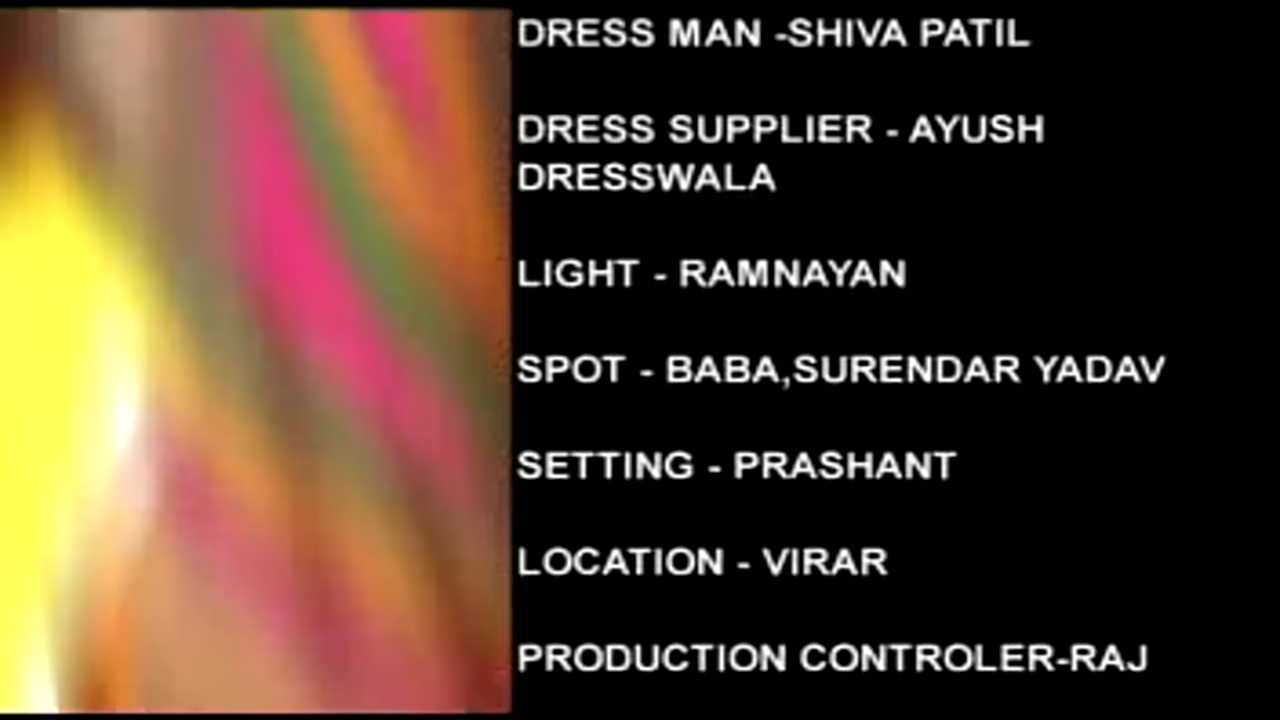 DRESS MAN -SHIVA PATIL
DRESS SUPPLIER - AYUSH
DRESSWALA
LIGHT - RAMNAYAN
SPOT - BABA,SURENDAR YADAV
SETTING - PRASHANT
LOCATION - VIRAR
PRODUCTION CONTROLER-RAJ